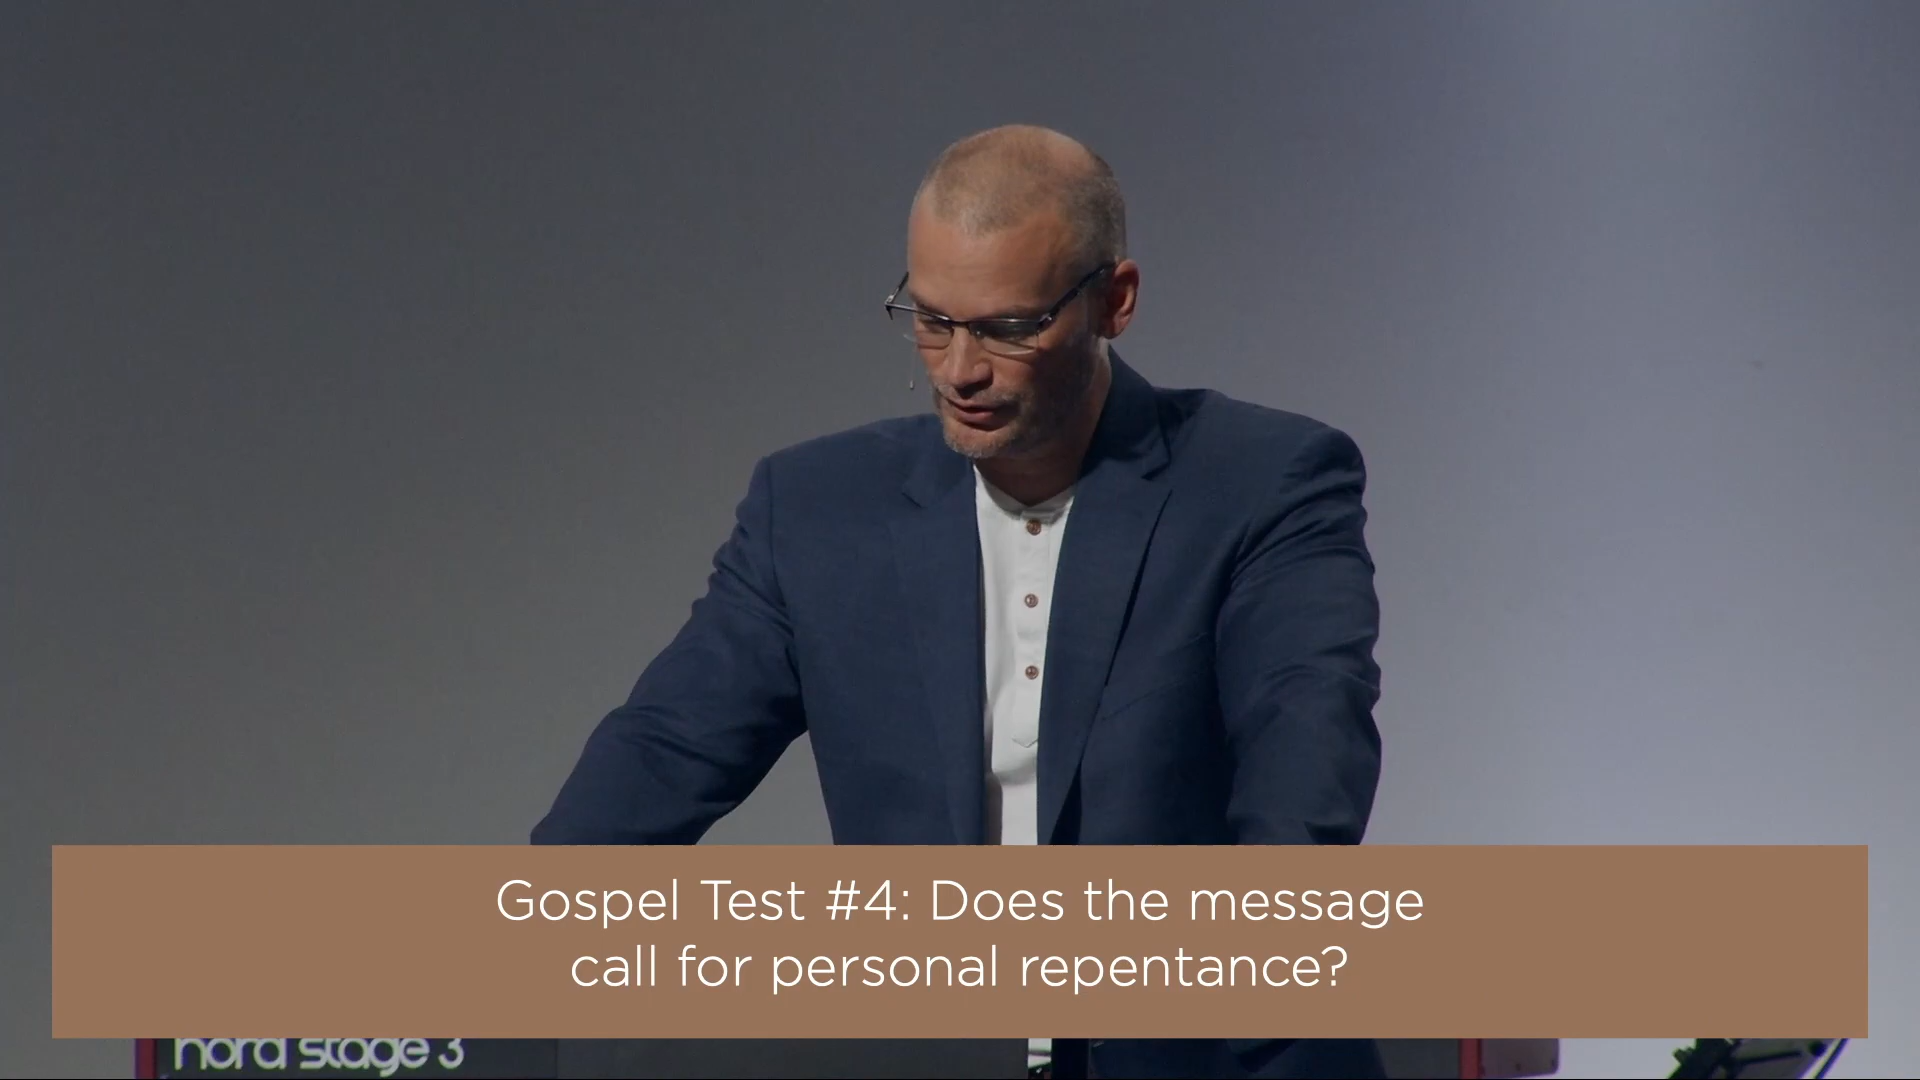 Gospel Test #4: Does the message
call for personal repentance?
nord stage 3